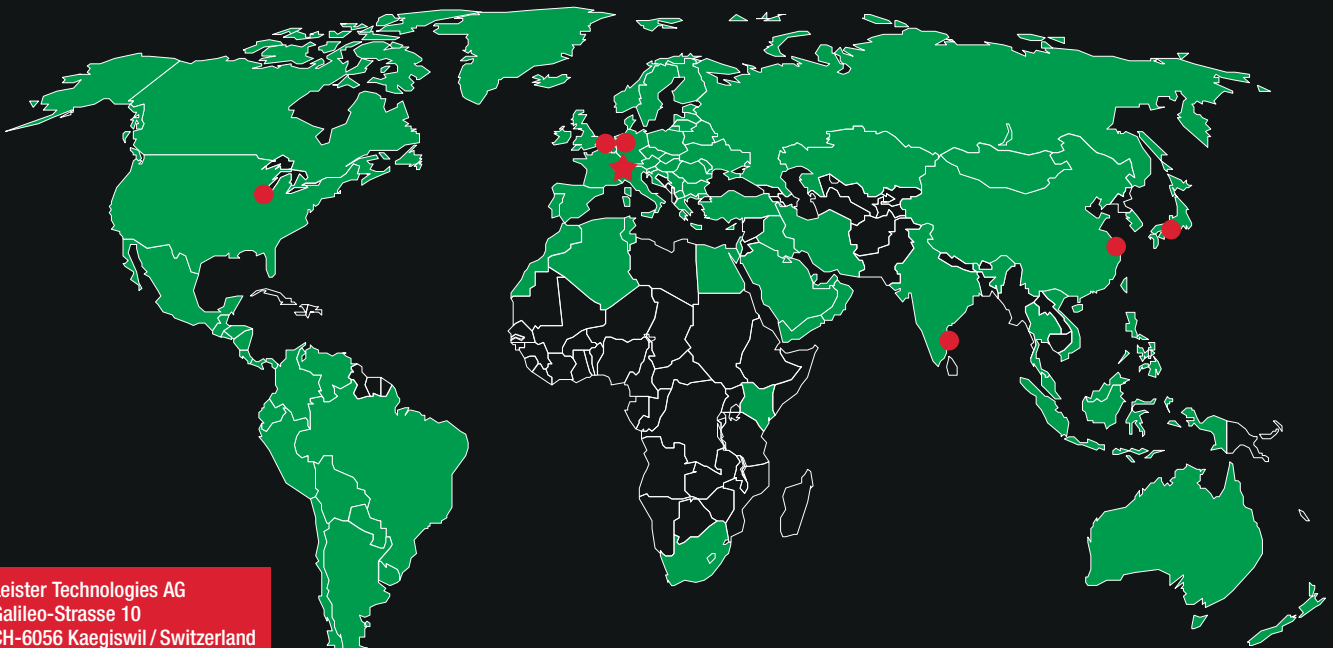 eister Technologies AG
Galileo-Strasse 10
CH-6056 Kaegiswil / Switzerland